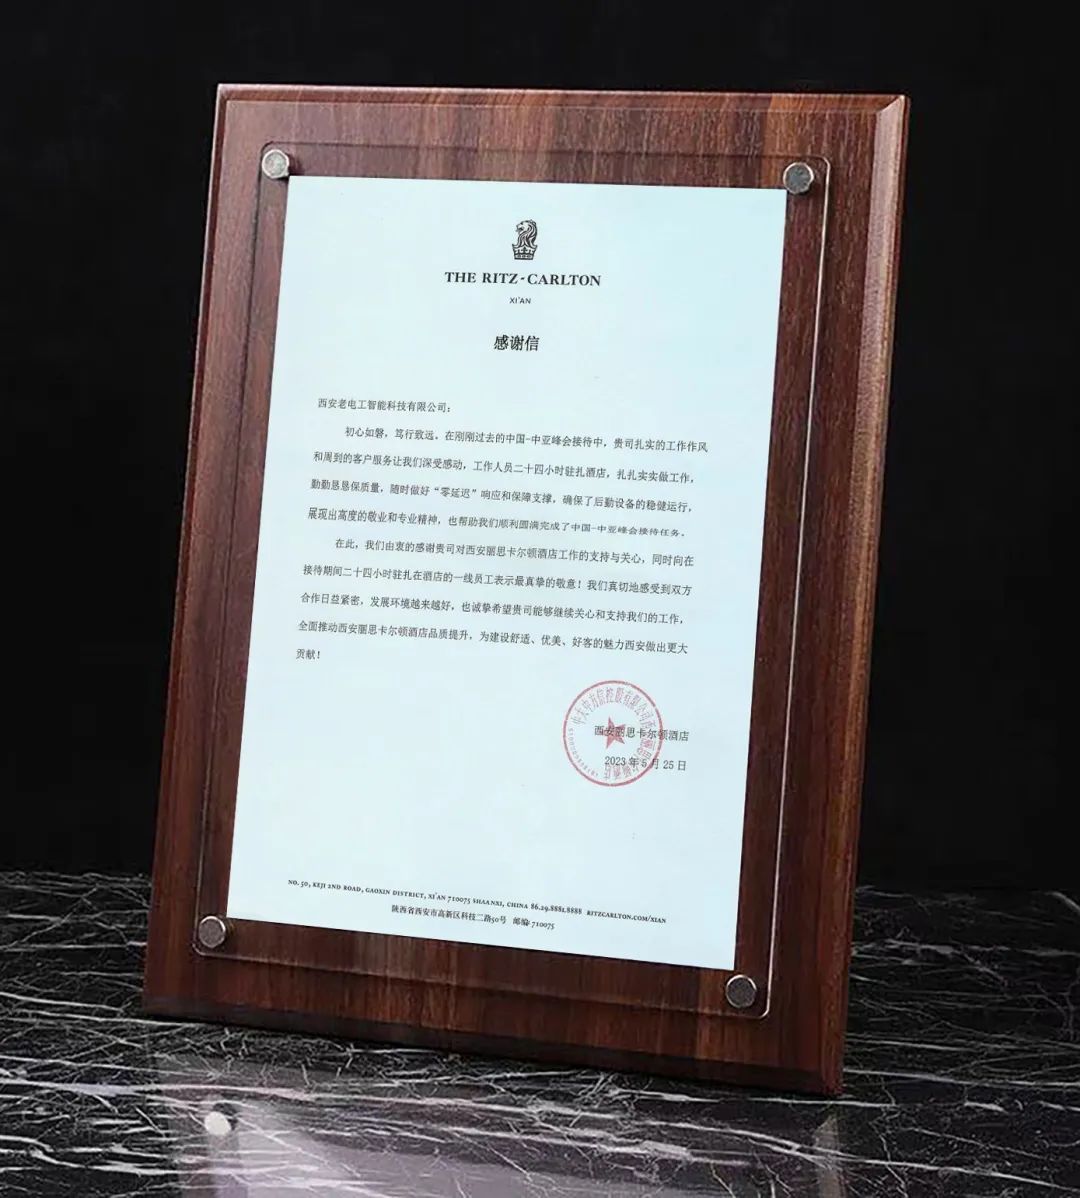 THE RITZ-CARLTON
XI'AN
感谢信
西安老电工智能科技有限公司：
初心如磐，笃行致远。在刚刚过去的中国-中亚峰会接待中，贵司扎实的工作作风
和周到的客户服务让我们深受感动，工作人员二十四小时驻扎酒店，扎扎实实做工作，
勤勤恳恳保质量，随时做好“零延迟”响应和保障支撑，确保了后勤设备的稳健运行，
展现出高度的敬业和专业精神，也帮助我们顺利圆满完成了中国-中亚峰会接待任务。
在此，我们由衷的感谢贵司对西安丽思卡尔顿酒店工作的支持与关心，同时向在
接待期间二十四小时驻扎在酒店的一线员工表示最真挚的敬意！我们真切地感受到双方
合作日益紧密，发展环境越来越好，也诚挚希望贵司能够继续关心和支持我们的工作，
全面推动西安丽思卡尔顿酒店品质提升，为建设舒适、优美、好客的魅力西安做出更大
贡献！
西安丽思卡尔顿酒店
2023年5月25日
NO. 50, KEJI 2ND ROAD, GAOXIN DISTRICT, XI'AN 710075 SHAANXI, CHINA 86.29.8881.8888 RITZCARLTON.COM/XIAN
陕西省西安市高新区科技二路50号 邮编: 710075